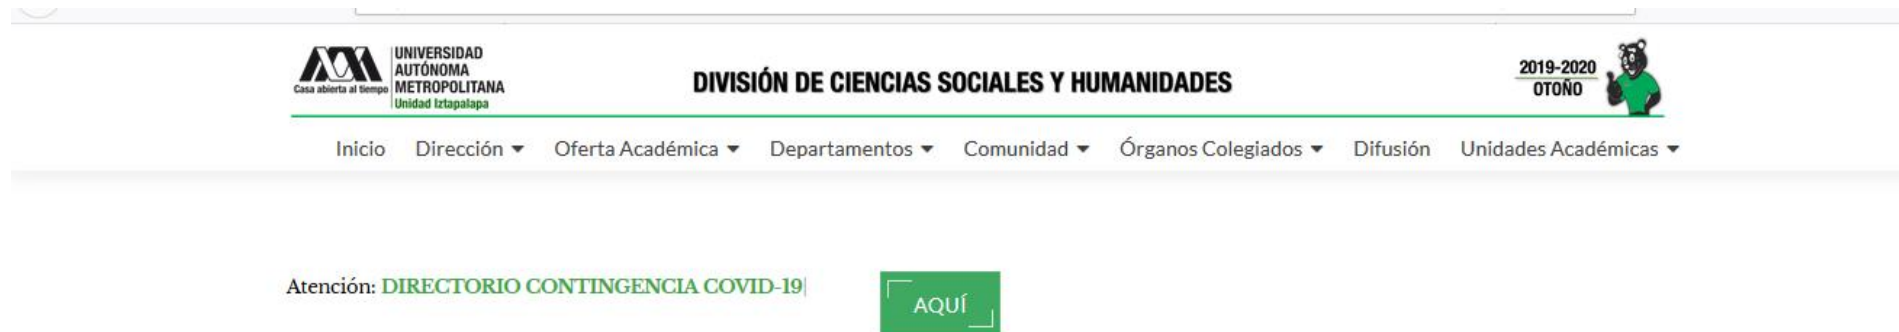 UNIVERSIDAD
AUTÓNOMA
METROPOLITANA
Casa abierta al tiempo
Unidad Iztapalapa
DIVISIÓN DE CIENCIAS SOCIALES Y HUMANIDADES
2019-2020
OTOÑO
Inicio Dirección Oferta Académica Departamentos Comunidad Órganos Colegiados Difusión Unidades Académicas
Atención: DIRECTORIO CONTINGENCIA COVID-19
AQUÍ